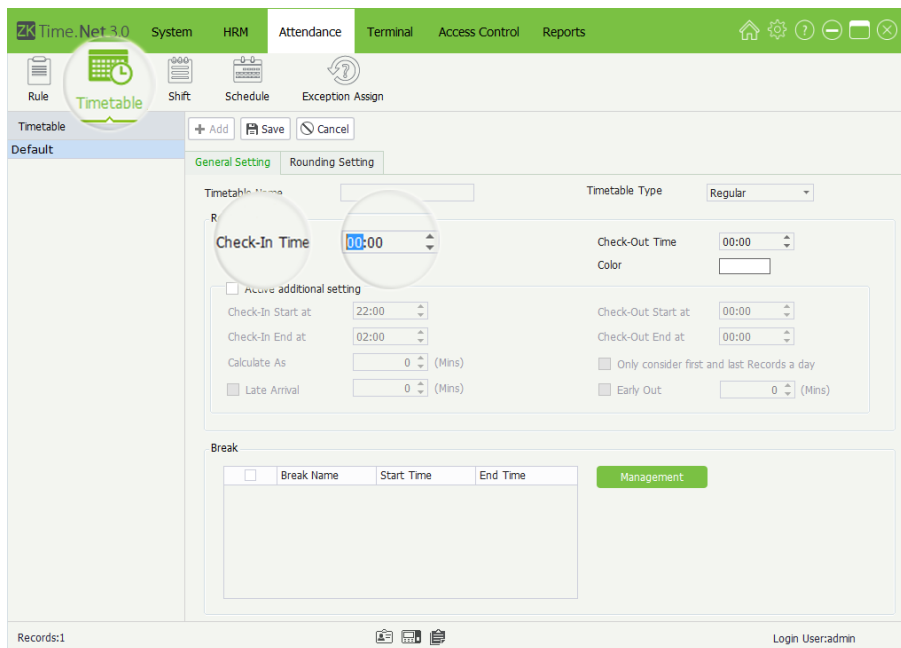 ZK Time.Net 3.0 System HRM Attendance Terminal Access Control Reports
Rule Timetable Shift Schedule Exception Assign
Timetable
+ Add Save Cancel
Default
General Setting Rounding Setting
Timetable Name Timetable Type Regular
Check-In Time 00:00 Check-Out Time 00:00
Color
Active additional setting
Check-In Start at 22:00 Check-Out Start at 00:00
Check-In End at 02:00 Check-Out End at 00:00
Calculate As 0 (Mins) Only consider first and last Records a day
Late Arrival 0 (Mins) Early Out 0 (Mins)
Break
Break Name Start Time End Time Management
Records:1 Login User:admin